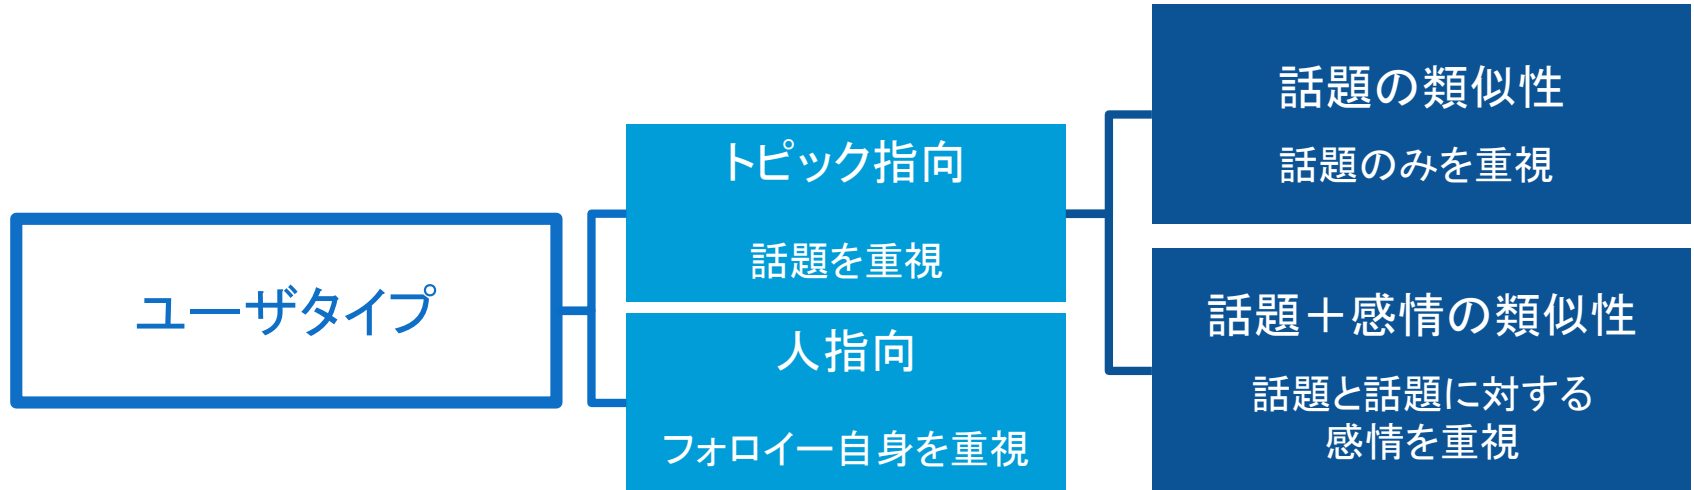 ユーザタイプ
トピック指向
話題を重視
人指向
フォロイー自身を重視
話題の類似性
話題のみを重視
話題＋感情の類似性
話題と話題に対する
感情を重視